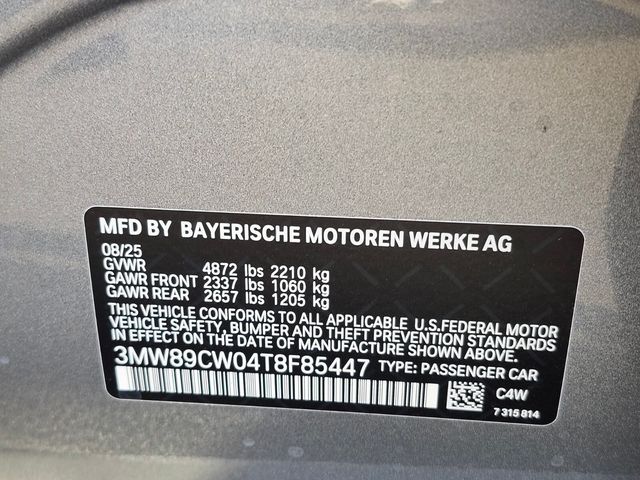 MFD BY BAYERISCHE MOTOREN WERKE AG
08/25
GVWR 4872 lbs 2210 kg
GAWR FRONT 2337 lbs 1060 kg
GAWR REAR 2657 lbs 1205 kg
THIS VEHICLE CONFORMS TO ALL APPLICABLE U.S.FEDERAL MOTOR
VEHICLE SAFETY, BUMPER AND THEFT PREVENTION STANDARDS
IN EFFECT ON THE DATE OF MANUFACTURE SHOWN ABOVE.
3MW89CW04T8F85447 TYPE: PASSENGER CAR
C4W
7 315 814